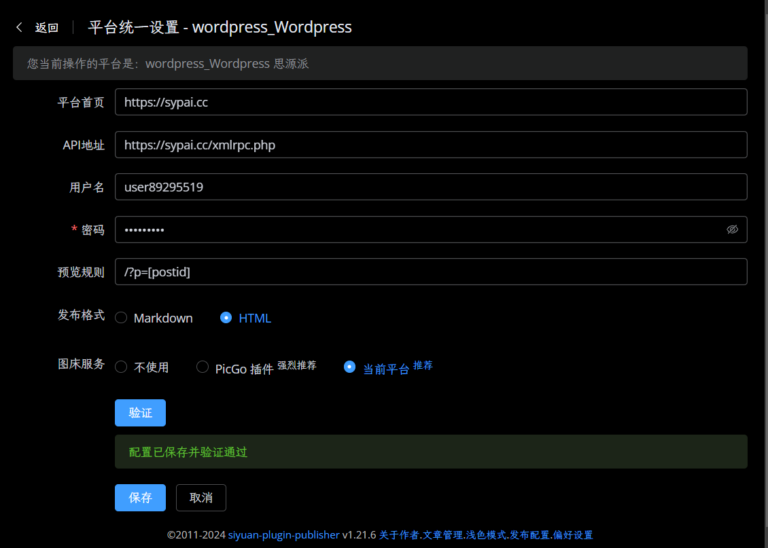 返回 平台统一设置 - wordpress_Wordpress
您当前操作的平台是：wordpress_Wordpress 思源派
平台首页 https://sypai.cc
API地址 https://sypai.cc/xmlrpc.php
用户名 user89295519
* 密码 •••••••••
预览规则 /?p=[postid]
发布格式 Markdown HTML
图床服务 不使用 PicGo 插件 强烈推荐 当前平台 推荐
验证
配置已保存并验证通过
保存 取消
©2011-2024 siyuan-plugin-publisher v1.21.6 关于作者.文章管理.浅色模式.发布配置.偏好设置